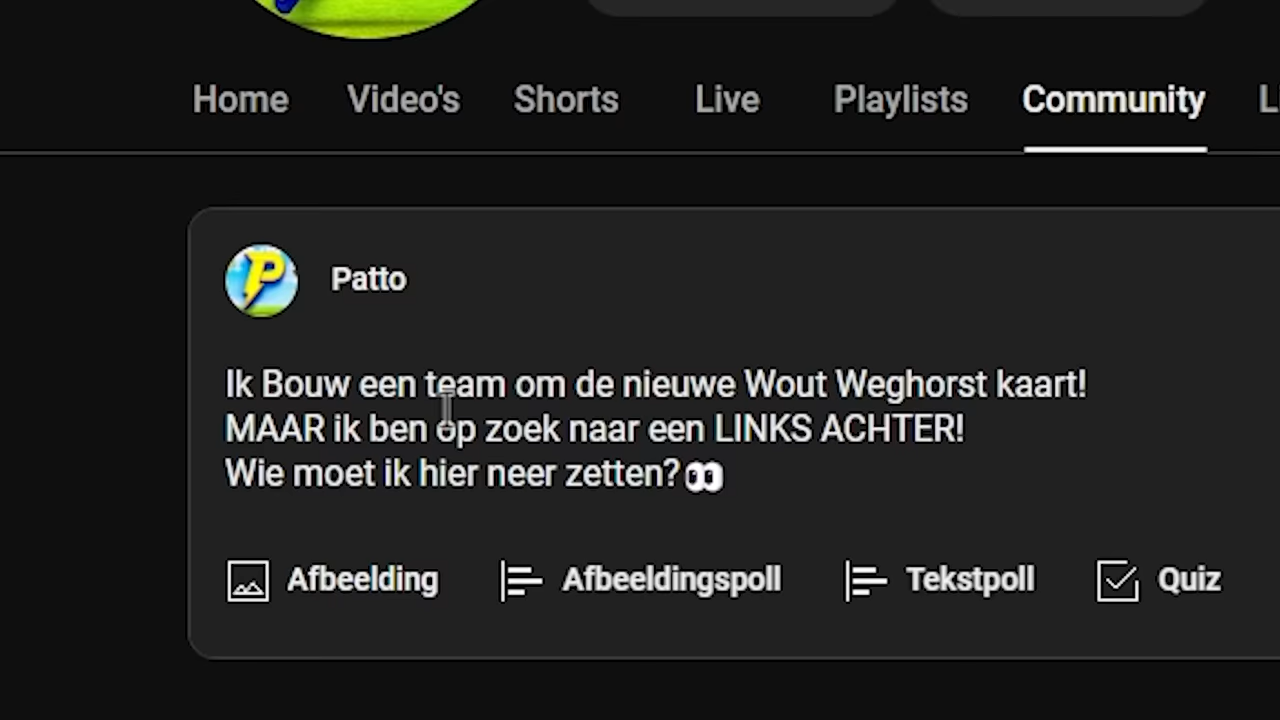 Home Video's Shorts Live Playlists Community L
P
Patto
Ik Bouw een team om de nieuwe Wout Weghorst kaart!
MAAR ik ben op zoek naar een LINKS ACHTER!
Wie moet ik hier neer zetten?👀
Afbeelding Afbeeldingspoll Tekstpoll Quiz